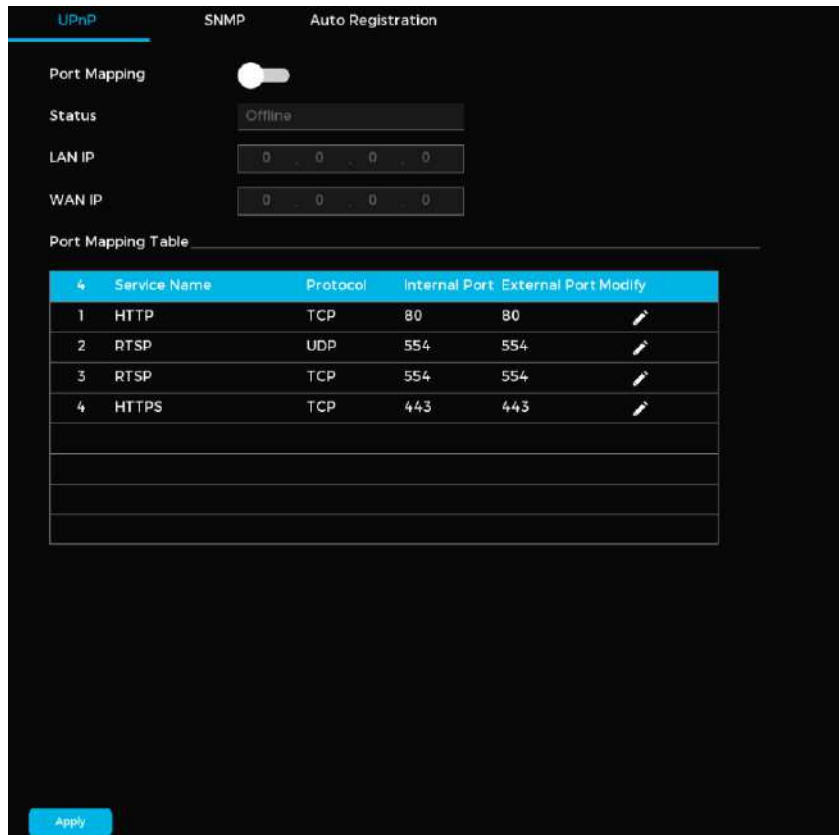 UPnP SNMP Auto Registration
Port Mapping
Status Offline
LAN IP 0 . 0 . 0 . 0
WAN IP 0 . 0 . 0 . 0
Port Mapping Table
4 Service Name Protocol Internal Port External Port Modify
1 HTTP TCP 80 80
2 RTSP UDP 554 554
3 RTSP TCP 554 554
4 HTTPS TCP 443 443
Apply